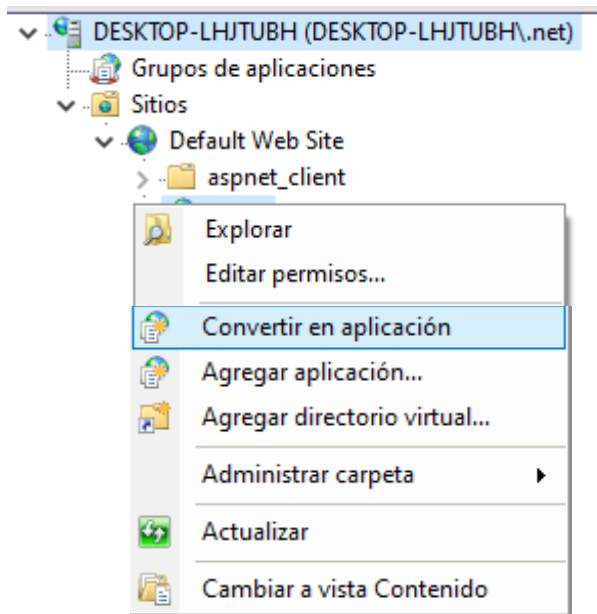 DESKTOP-LHJTUBH (DESKTOP-LHJTUBH\.net)
Grupos de aplicaciones
Sitios
Default Web Site
aspnet_client
Explorar
Editar permisos...
Convertir en aplicación
Agregar aplicación...
Agregar directorio virtual...
Administrar carpeta
Actualizar
Cambiar a vista Contenido